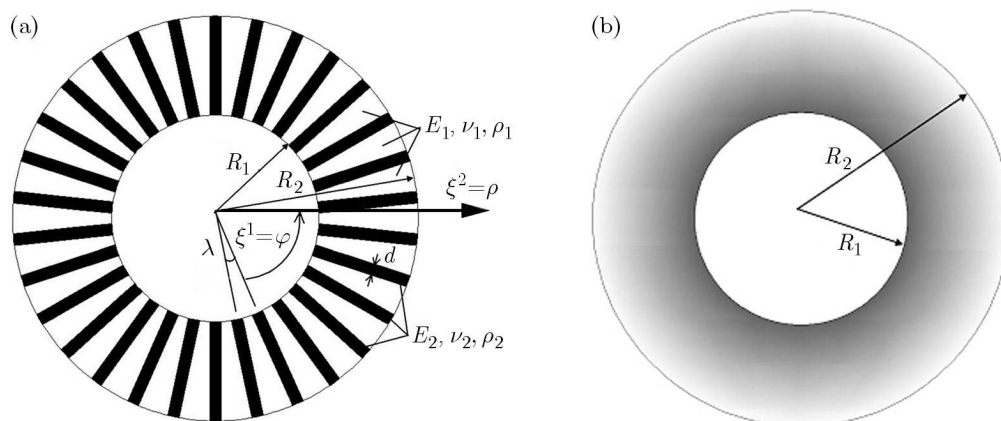 (a)
E₁, ν₁, ρ₁
R₁
R₂
ξ²=ρ
ξ¹=φ
λ
d
E₂, ν₂, ρ₂
(b)
R₂
R₁